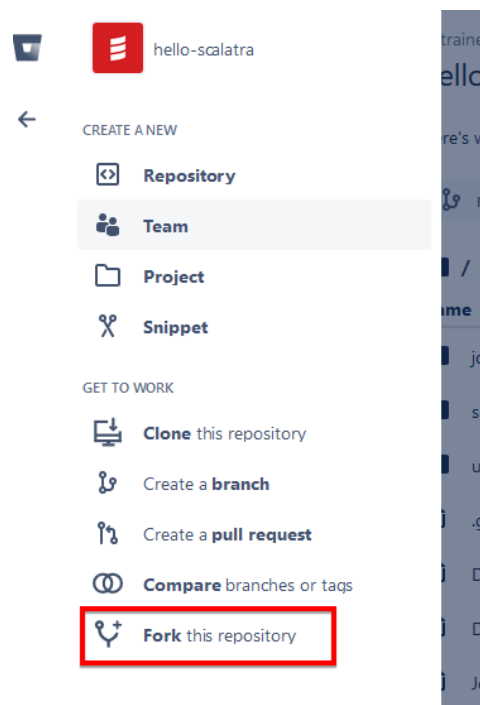 hello-scalatra
CREATE A NEW
Repository
Team
Project
Snippet
GET TO WORK
Clone this repository
Create a branch
Create a pull request
Compare branches or tags
Fork this repository
/